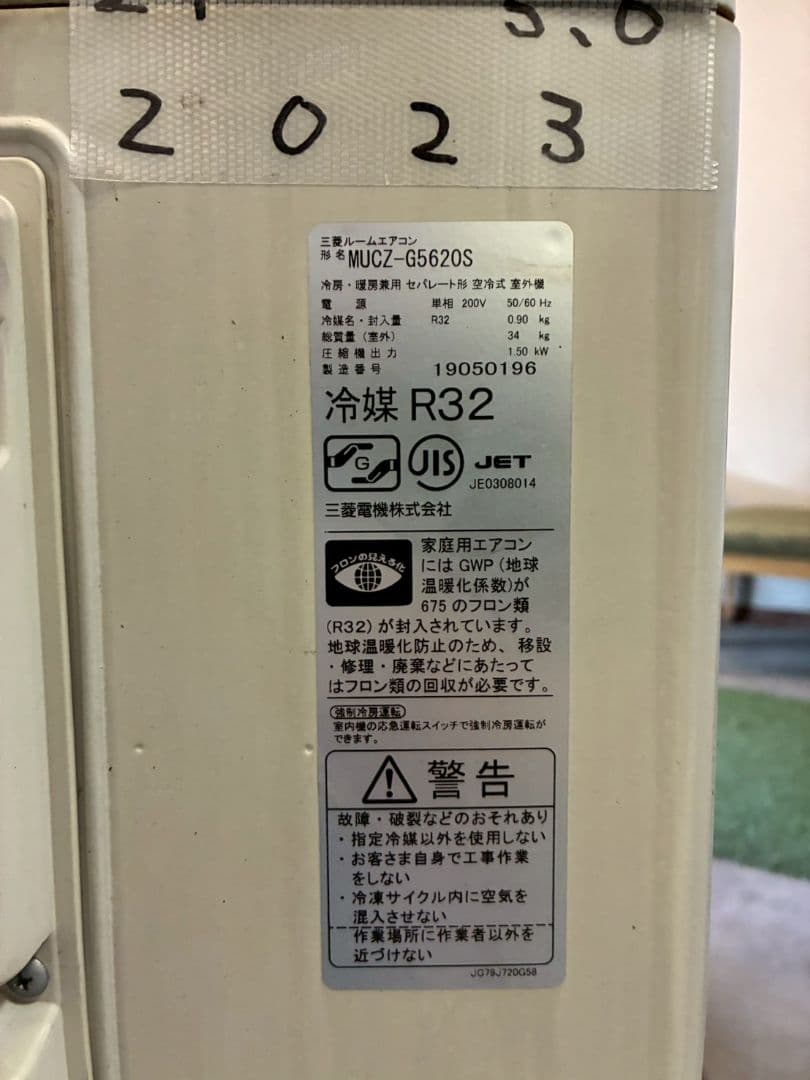 2 0 2 3
三菱ルームエアコン
形名 MUCZ-G5620S
冷房・暖房兼用 セパレート形 空冷式 室外機
電源 単相 200V 50/60 Hz
冷媒名・封入量 R32 0.90 kg
総質量(室外) 34 kg
圧縮機出力 1.50 kW
製造番号 19050196
冷媒 R32
G JIS JET
JE0308014
三菱電機株式会社
フロンの見える化
家庭用エアコン
には GWP(地球
温暖化係数)が
675 のフロン類
(R32)が封入されています。
地球温暖化防止のため、移設
・修理・廃棄などにあたって
はフロン類の回収が必要です。
強制冷房運転
室内機の応急運転スイッチで強制冷房運転が
できます。
警告
故障・破裂などのおそれあり
・指定冷媒以外を使用しない
・お客さま自身で工事作業
をしない
・冷凍サイクル内に空気を
混入させない
作業場所に作業者以外を
近づけない
JG79J720G58